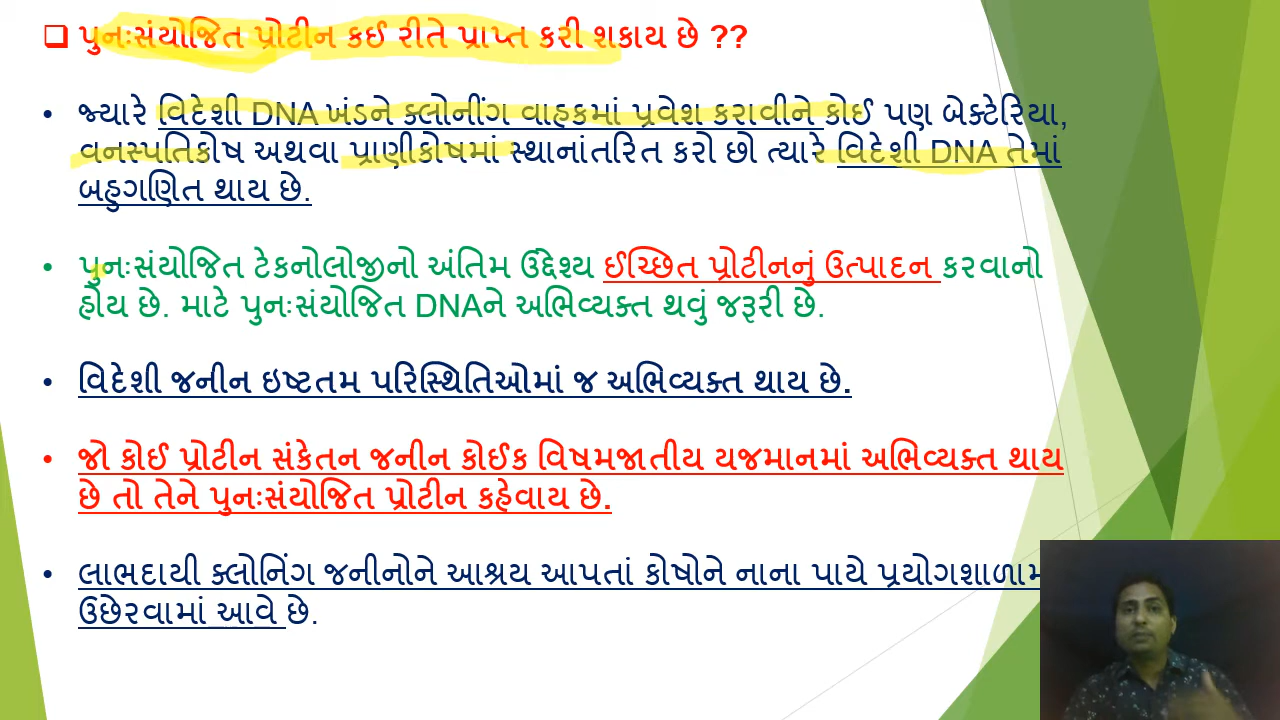 પુનઃસંયોજિત પ્રોટીન કઈ રીતે પ્રાપ્ત કરી શકાય છે ??
• જ્યારે વિદેશી DNA ખંડને ક્લોનીંગ વાહકમાં પ્રવેશ કરાવીને કોઈ પણ બેક્ટેરિયા,
વનસ્પતિકોષ અથવા પ્રાણીકોષમાં સ્થાનાંતરિત કરો છો ત્યારે વિદેશી DNA તેમાં
બહુગણિત થાય છે.
• પુનઃસંયોજિત ટેકનોલોજીનો અંતિમ ઉદ્દેશ્ય ઈચ્છિત પ્રોટીનનું ઉત્પાદન કરવાનો
હોય છે. માટે પુનઃસંયોજિત DNAને અભિવ્યક્ત થવું જરૂરી છે.
• વિદેશી જનીન ઇષ્ટતમ પરિસ્થિતિઓમાં જ અભિવ્યક્ત થાય છે.
• જો કોઈ પ્રોટીન સંકેતન જનીન કોઈક વિષમજાતીય યજમાનમાં અભિવ્યક્ત થાય
છે તો તેને પુનઃસંયોજિત પ્રોટીન કહેવાય છે.
• લાભદાયી ક્લોનિંગ જનીનોને આશ્રય આપતાં કોષોને નાના પાયે
ઉછેરવામાં આવે છે.